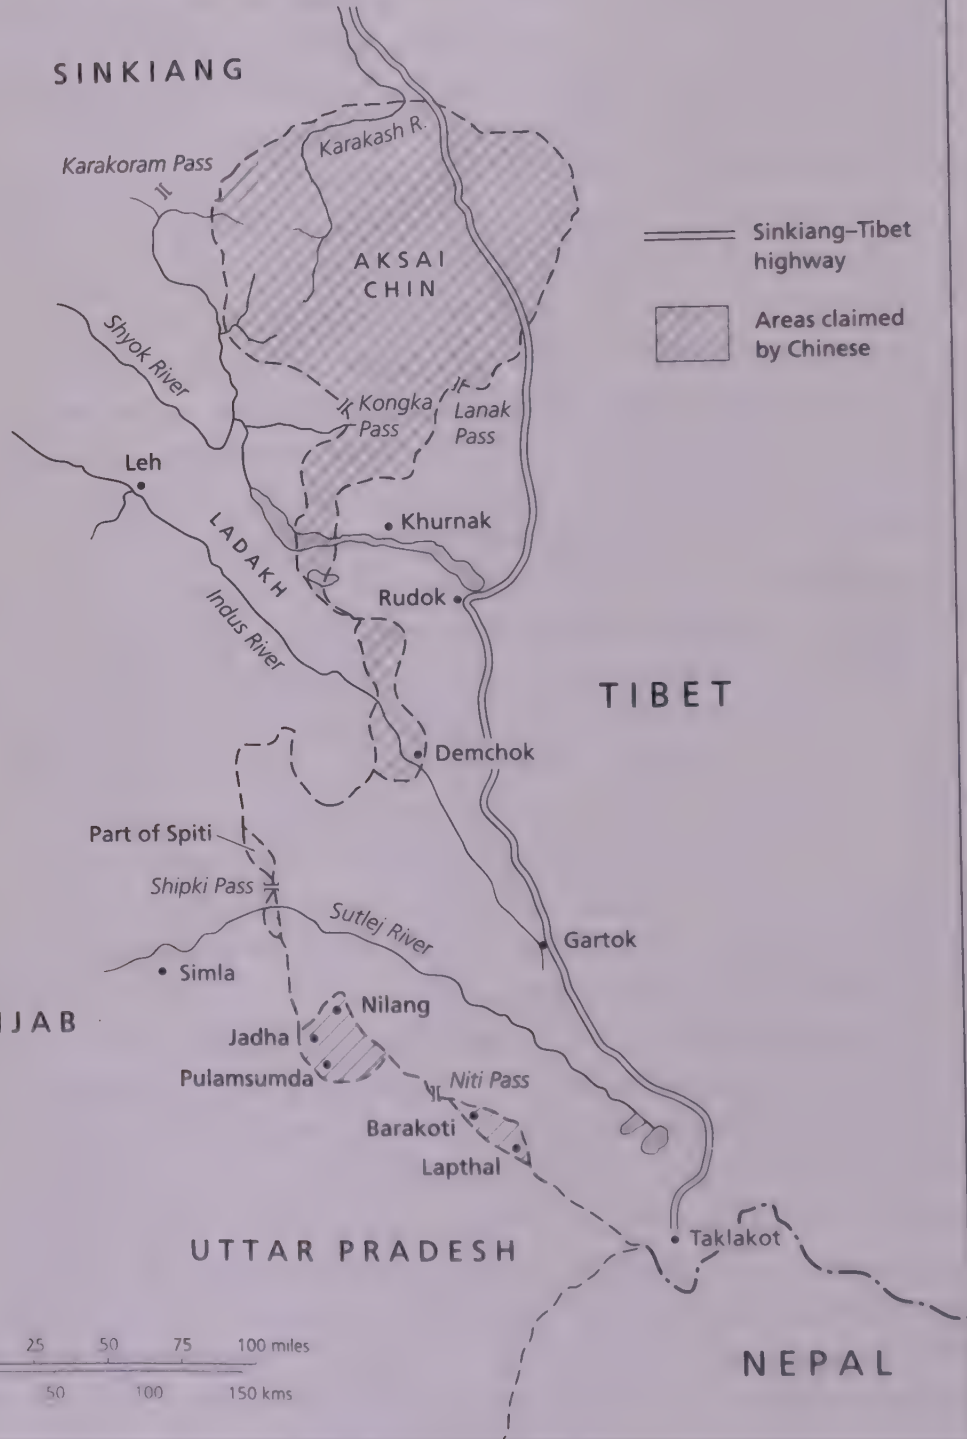 SINKIANG
Karakash R.
Karakoram Pass
Sinkiang–Tibet
highway
AKSAI
CHIN
Areas claimed
by Chinese
Shyok River
Kongka
Pass
Lanak
Pass
Leh
LADAKH
Khurnak
Rudok
Indus River
TIBET
Demchok
Part of Spiti
Shipki Pass
Sutlej River
Gartok
Simla
Nilang
JAB
Jadha
Pulamsumda
Niti Pass
Barakoti
Lapthal
UTTAR PRADESH
Taklakot
25 50 75 100 miles
50 100 150 kms
NEPAL